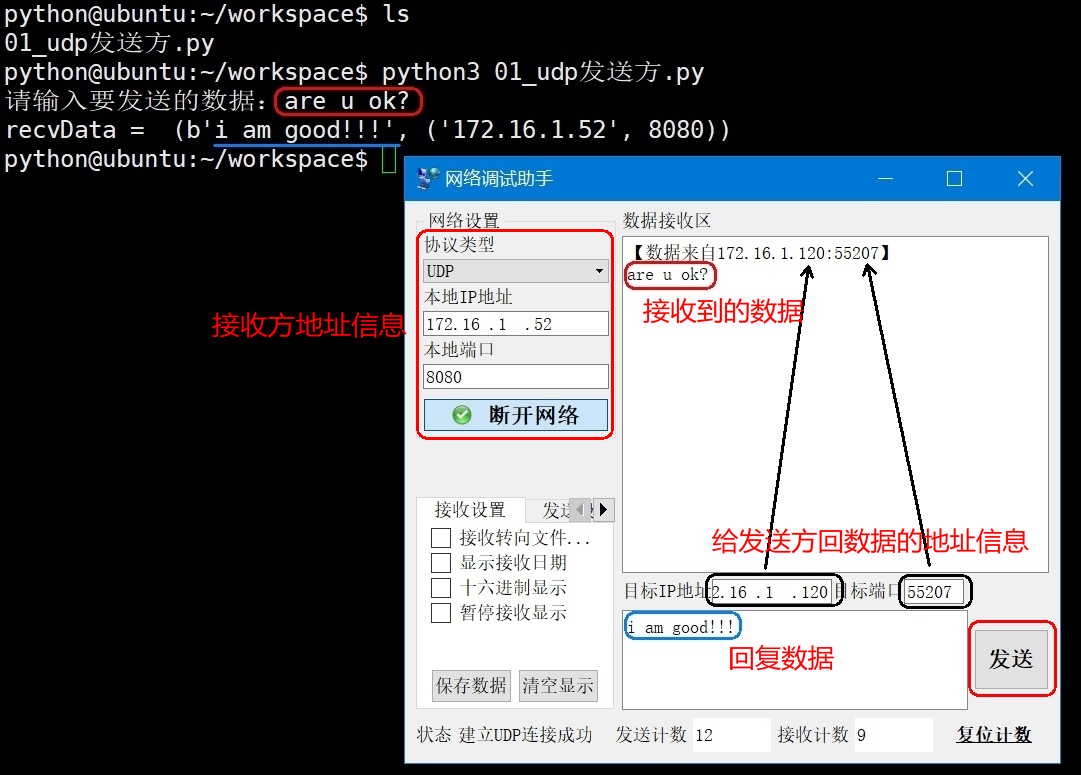 python@ubuntu:~/workspace$ ls
01_udp发送方.py
python@ubuntu:~/workspace$ python3 01_udp发送方.py
请输入要发送的数据：are u ok?
recvData =  (b'i am good!!!', ('172.16.1.52', 8080))
python@ubuntu:~/workspace$
网络调试助手
网络设置
协议类型
UDP
本地IP地址
172.16 .1  .52
本地端口
8080
断开网络
接收方地址信息
数据接收区
【数据来自172.16.1.120:55207】
are u ok?
接收到的数据
接收设置 发送
接收转向文件...
显示接收日期
十六进制显示
暂停接收显示
保存数据 清空显示
给发送方回数据的地址信息
目标IP地址 2.16 .1  .120 目标端口 55207
i am good!!!
回复数据
发送
状态 建立UDP连接成功 发送计数 12 接收计数 9 复位计数